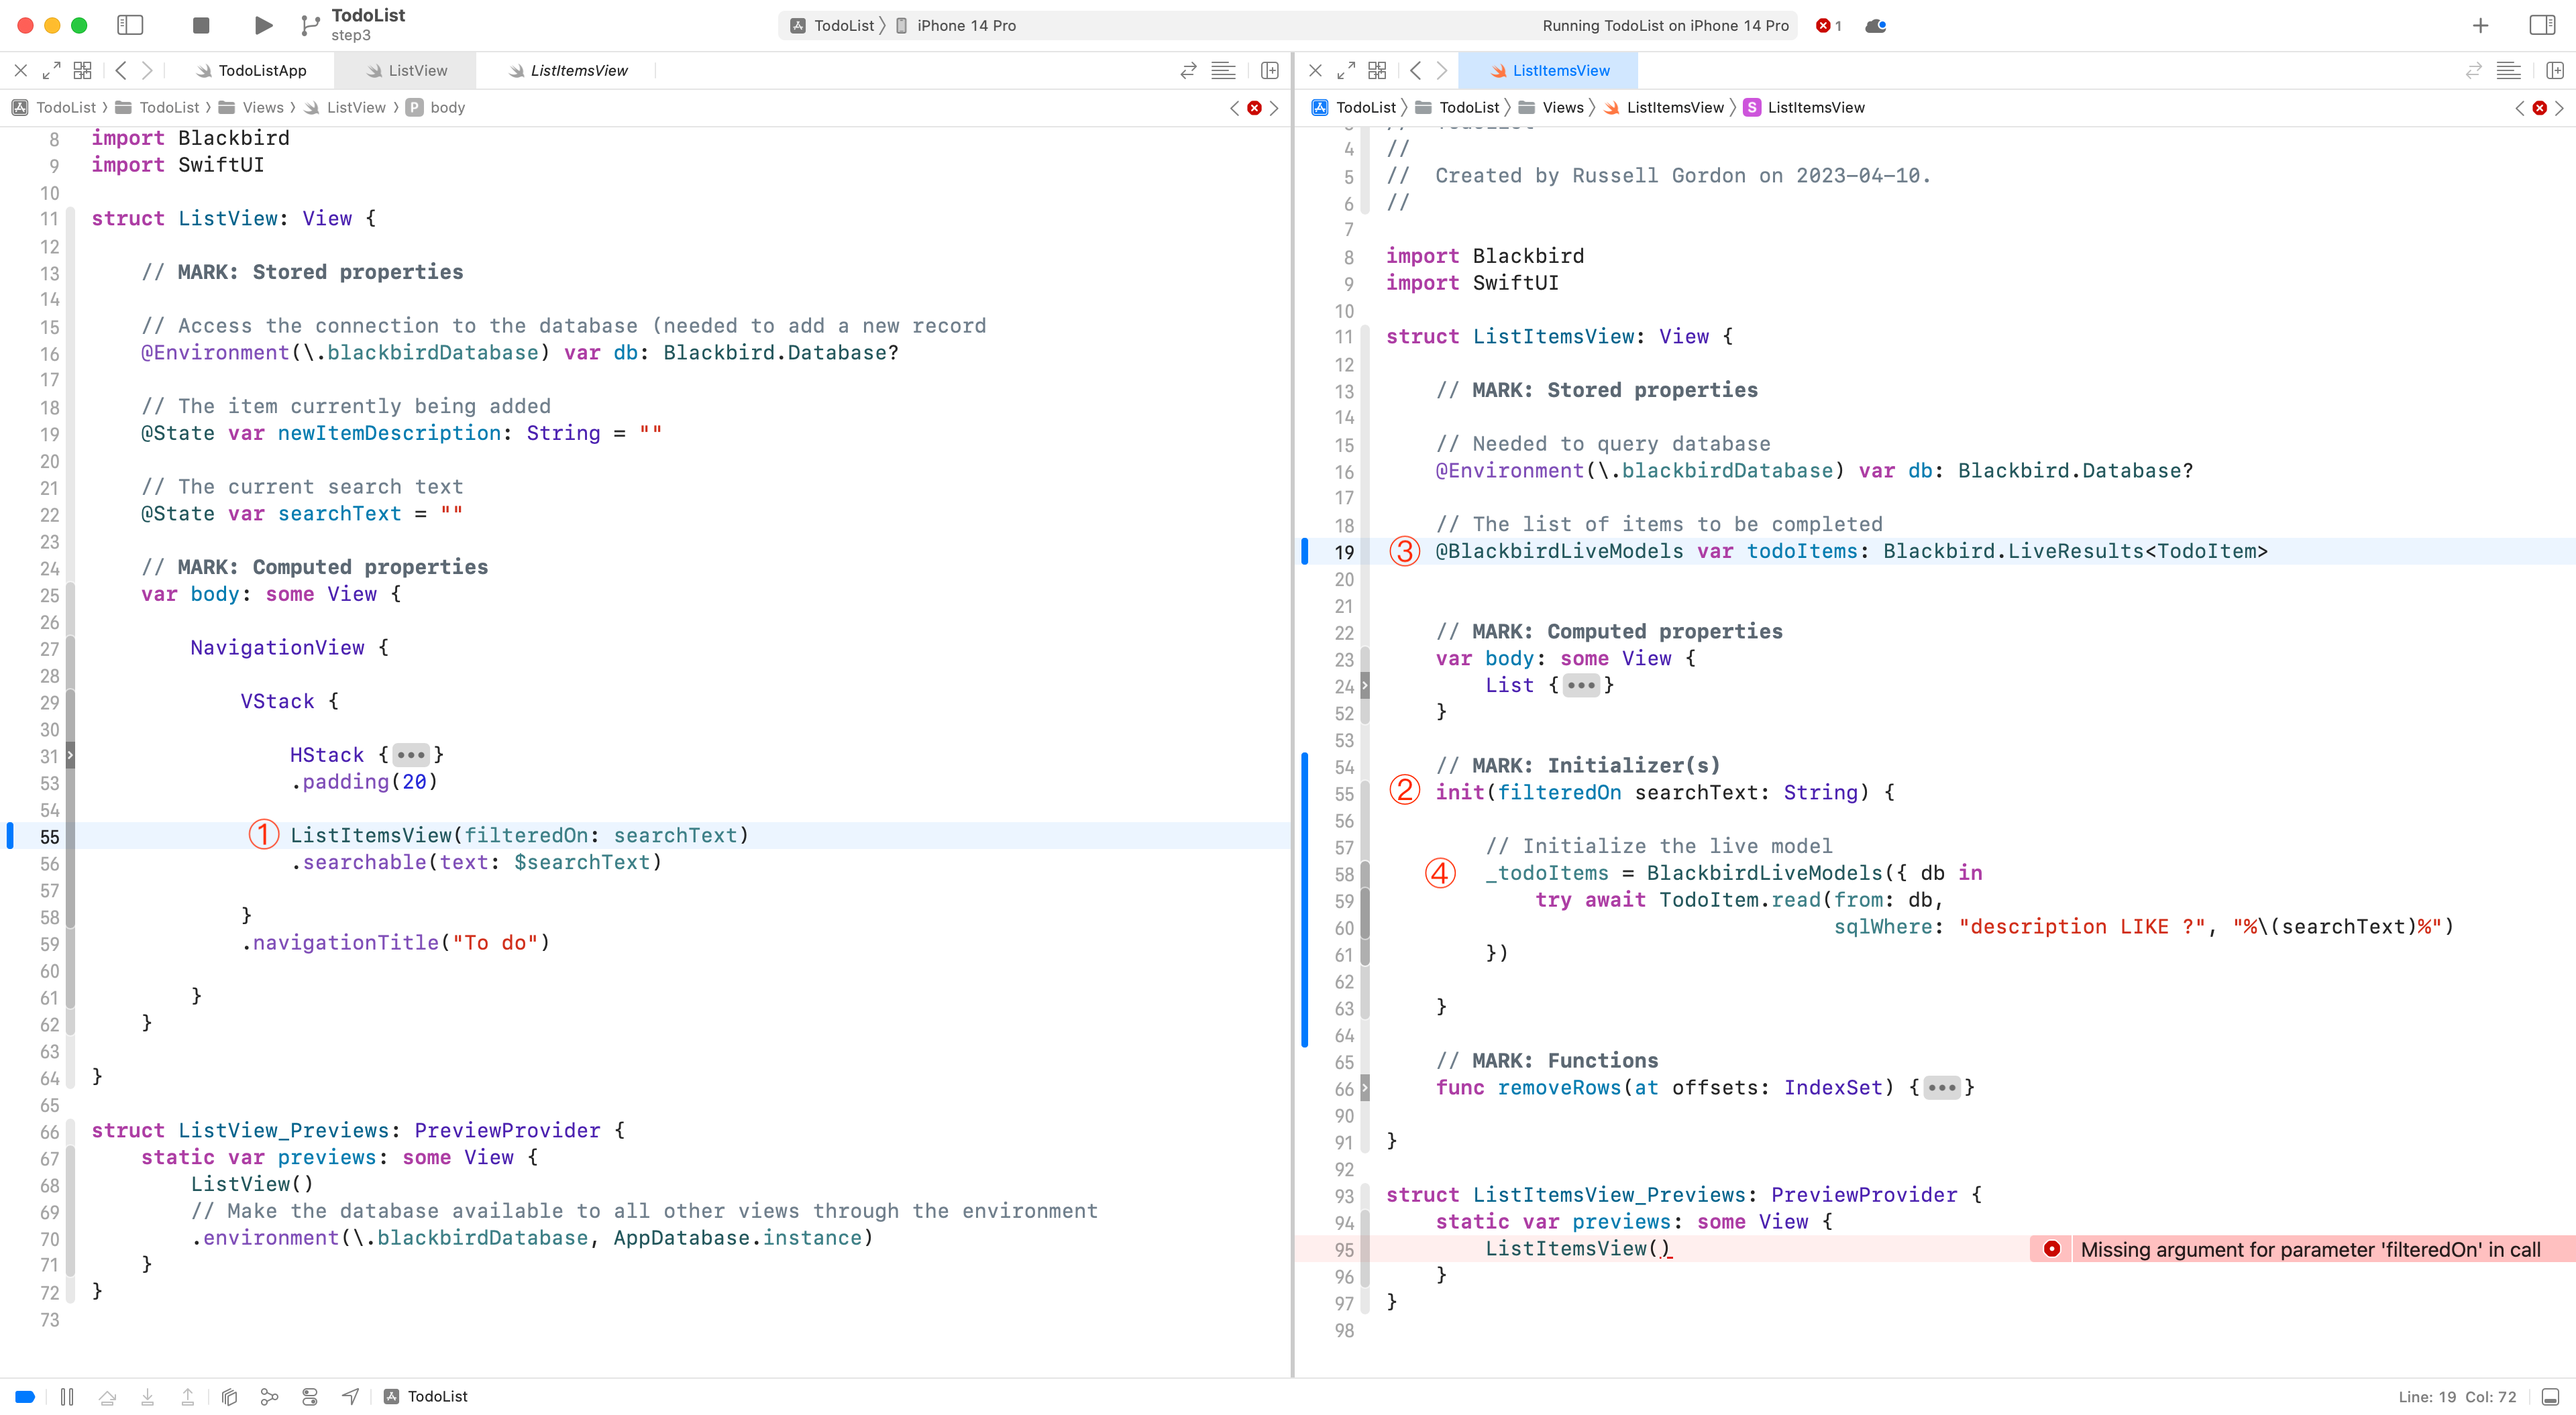 TodoList
step3
TodoList
iPhone 14 Pro
Running TodoList on iPhone 14 Pro
1
TodoListApp
ListView
ListItemsView
TodoList
TodoList
Views
ListView
P
body
8 import Blackbird
9 import SwiftUI
10
11 struct ListView: View {
12
13 // MARK: Stored properties
14
15 // Access the connection to the database (needed to add a new record
16 @Environment(\.blackbirdDatabase) var db: Blackbird.Database?
17
18 // The item currently being added
19 @State var newItemDescription: String = ""
20
21 // The current search text
22 @State var searchText = ""
23
24 // MARK: Computed properties
25 var body: some View {
26
27 NavigationView {
28
29 VStack {
30
31 HStack {•••}
53 .padding(20)
54
55 ① ListItemsView(filteredOn: searchText)
56 .searchable(text: $searchText)
57
58 }
59 .navigationTitle("To do")
60
61 }
62 }
63
64 }
65
66 struct ListView_Previews: PreviewProvider {
67 static var previews: some View {
68 ListView()
69 // Make the database available to all other views through the environment
70 .environment(\.blackbirdDatabase, AppDatabase.instance)
71 }
72 }
73
ListItemsView
TodoList
TodoList
Views
ListItemsView
S
ListItemsView
4 //
5 // Created by Russell Gordon on 2023-04-10.
6 //
7
8 import Blackbird
9 import SwiftUI
10
11 struct ListItemsView: View {
12
13 // MARK: Stored properties
14
15 // Needed to query database
16 @Environment(\.blackbirdDatabase) var db: Blackbird.Database?
17
18 // The list of items to be completed
19 ③ @BlackbirdLiveModels var todoItems: Blackbird.LiveResults<TodoItem>
20
21
22 // MARK: Computed properties
23 var body: some View {
24 List {•••}
52 }
53
54 // MARK: Initializer(s)
55 ② init(filteredOn searchText: String) {
56
57 // Initialize the live model
58 ④ _todoItems = BlackbirdLiveModels({ db in
59 try await TodoItem.read(from: db,
60 sqlWhere: "description LIKE ?", "%\(searchText)%")
61 })
62
63 }
64
65 // MARK: Functions
66 func removeRows(at offsets: IndexSet) {•••}
90
91 }
92
93 struct ListItemsView_Previews: PreviewProvider {
94 static var previews: some View {
95 ListItemsView() Missing argument for parameter 'filteredOn' in call
96 }
97 }
98
TodoList
Line: 19 Col: 72